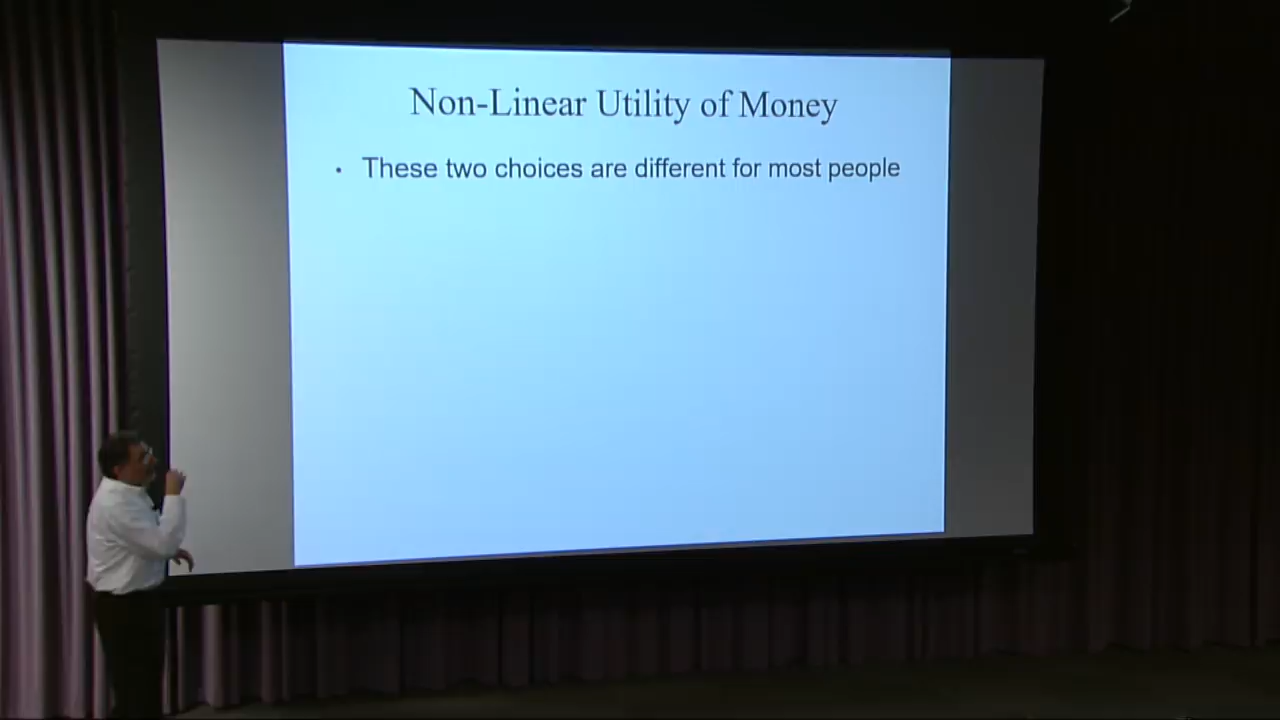 Non-Linear Utility of Money
• These two choices are different for most people